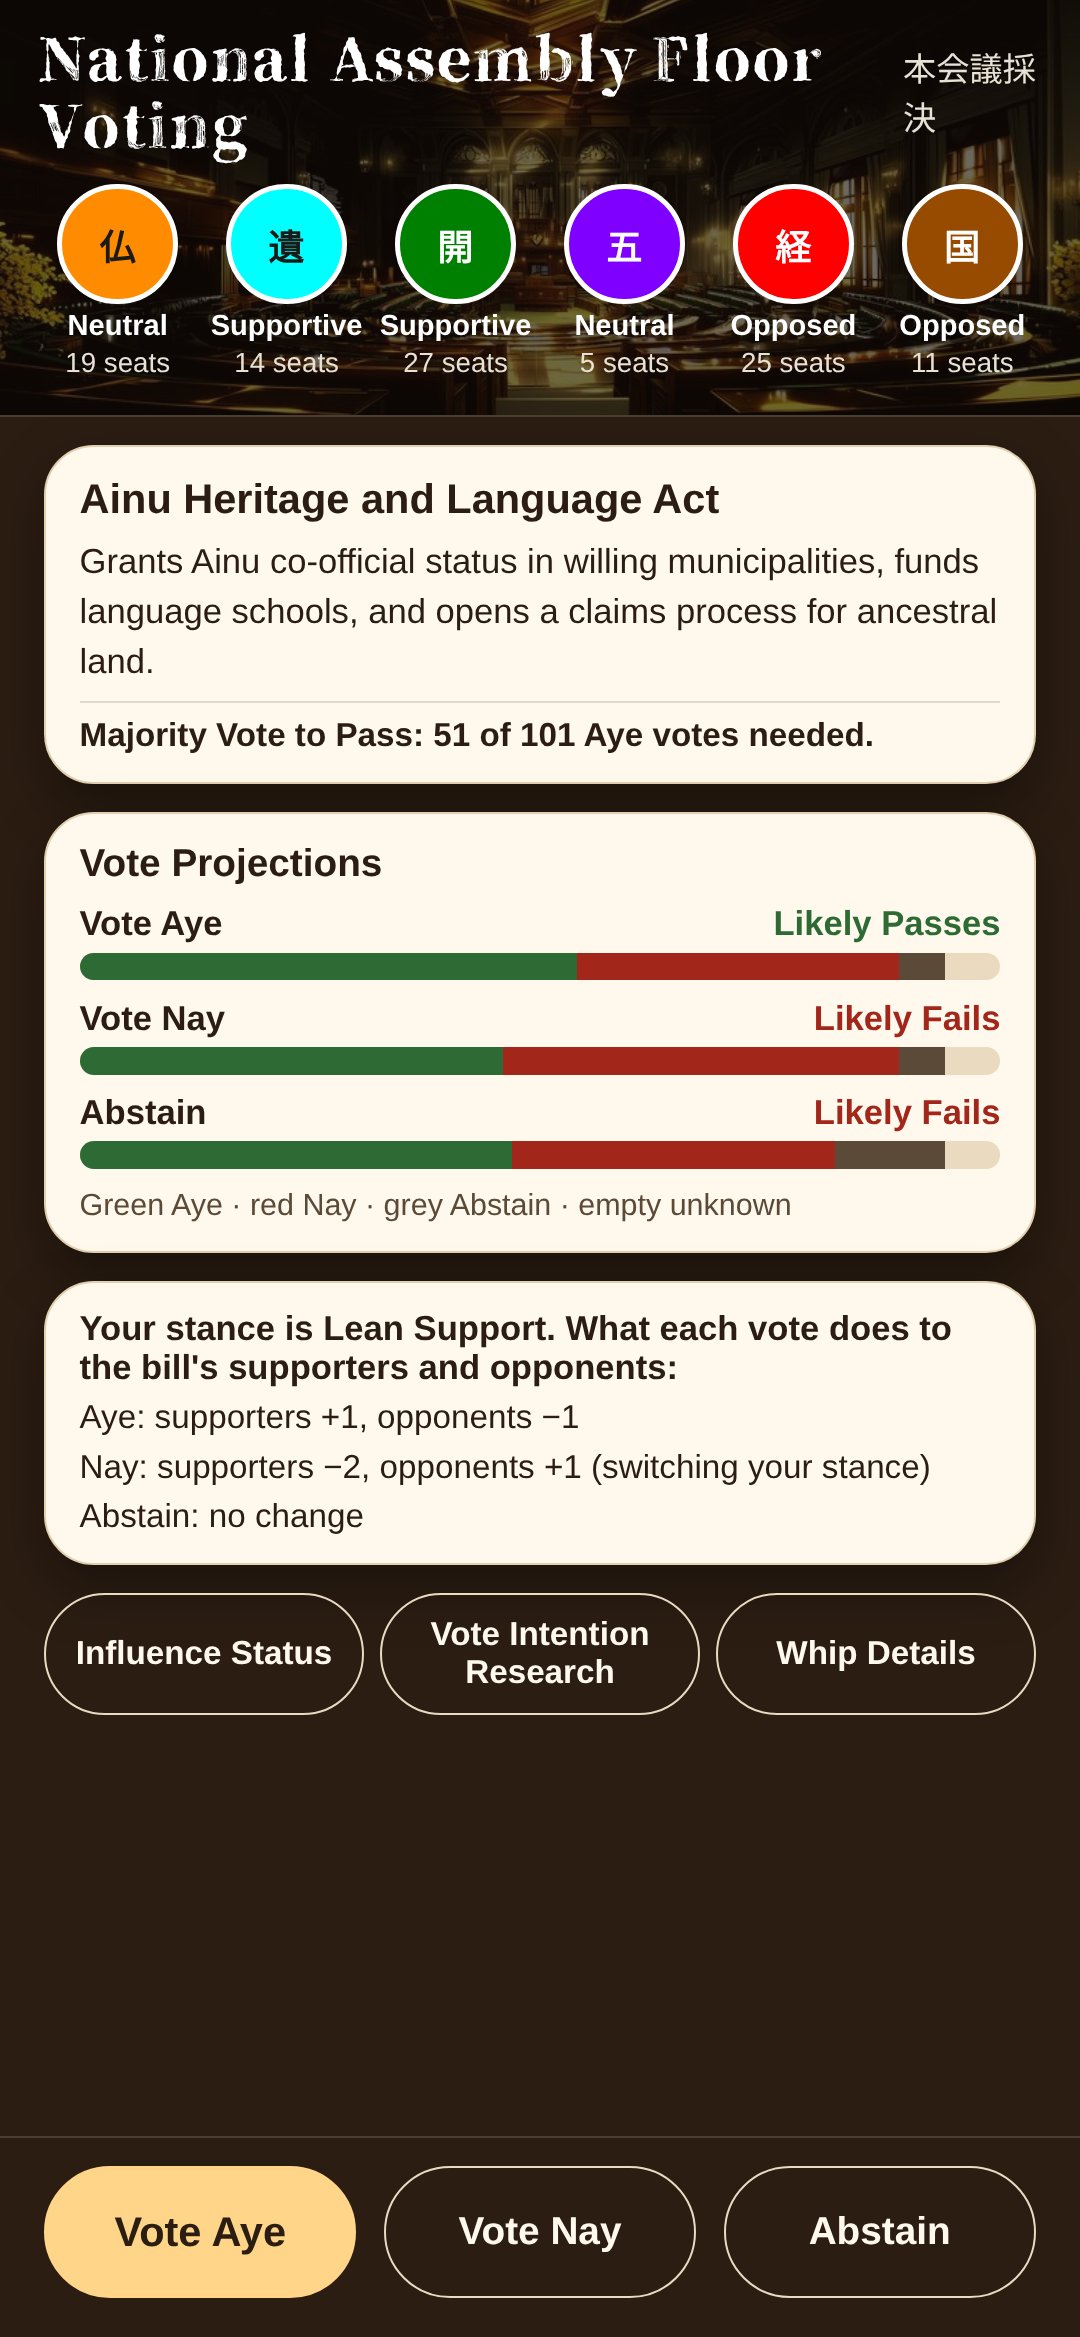 National Assembly Floor
Voting
本会議採
決
仏 遺 開 五 経 国
Neutral Supportive Supportive Neutral Opposed Opposed
19 seats 14 seats 27 seats 5 seats 25 seats 11 seats
Ainu Heritage and Language Act
Grants Ainu co-official status in willing municipalities, funds
language schools, and opens a claims process for ancestral
land.
Majority Vote to Pass: 51 of 101 Aye votes needed.
Vote Projections
Vote Aye Likely Passes
Vote Nay Likely Fails
Abstain Likely Fails
Green Aye · red Nay · grey Abstain · empty unknown
Your stance is Lean Support. What each vote does to
the bill's supporters and opponents:
Aye: supporters +1, opponents −1
Nay: supporters −2, opponents +1 (switching your stance)
Abstain: no change
Influence Status
Vote Intention
Research
Whip Details
Vote Aye Vote Nay Abstain